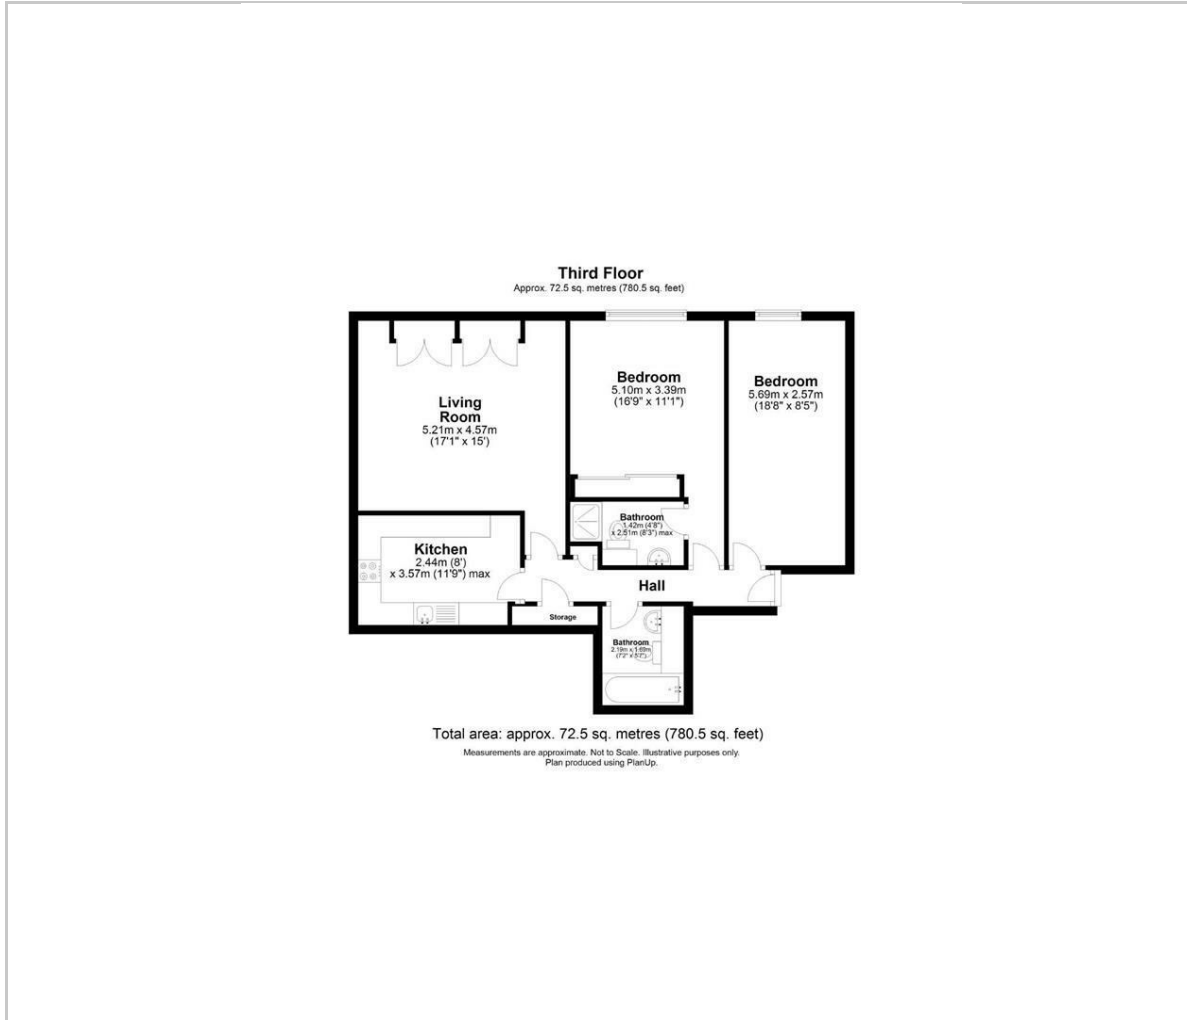 Third Floor
Approx. 72.5 sq. metres (780.5 sq. feet)
Living
Room
5.21m x 4.57m
(17'1" x 15')
Bedroom
5.10m x 3.39m
(16'9" x 11'1")
Bedroom
5.69m x 2.57m
(18'8" x 8'5")
Bathroom
1.42m (4'8")
x 2.51m (8'3") max
Kitchen
2.44m (8')
x 3.57m (11'9") max
Hall
Storage
Bathroom
2.19m x
Total area: approx. 72.5 sq. metres (780.5 sq. feet)
Measurements are approximate. Not to Scale. Illustrative purposes only.
Plan produced using PlanUp.